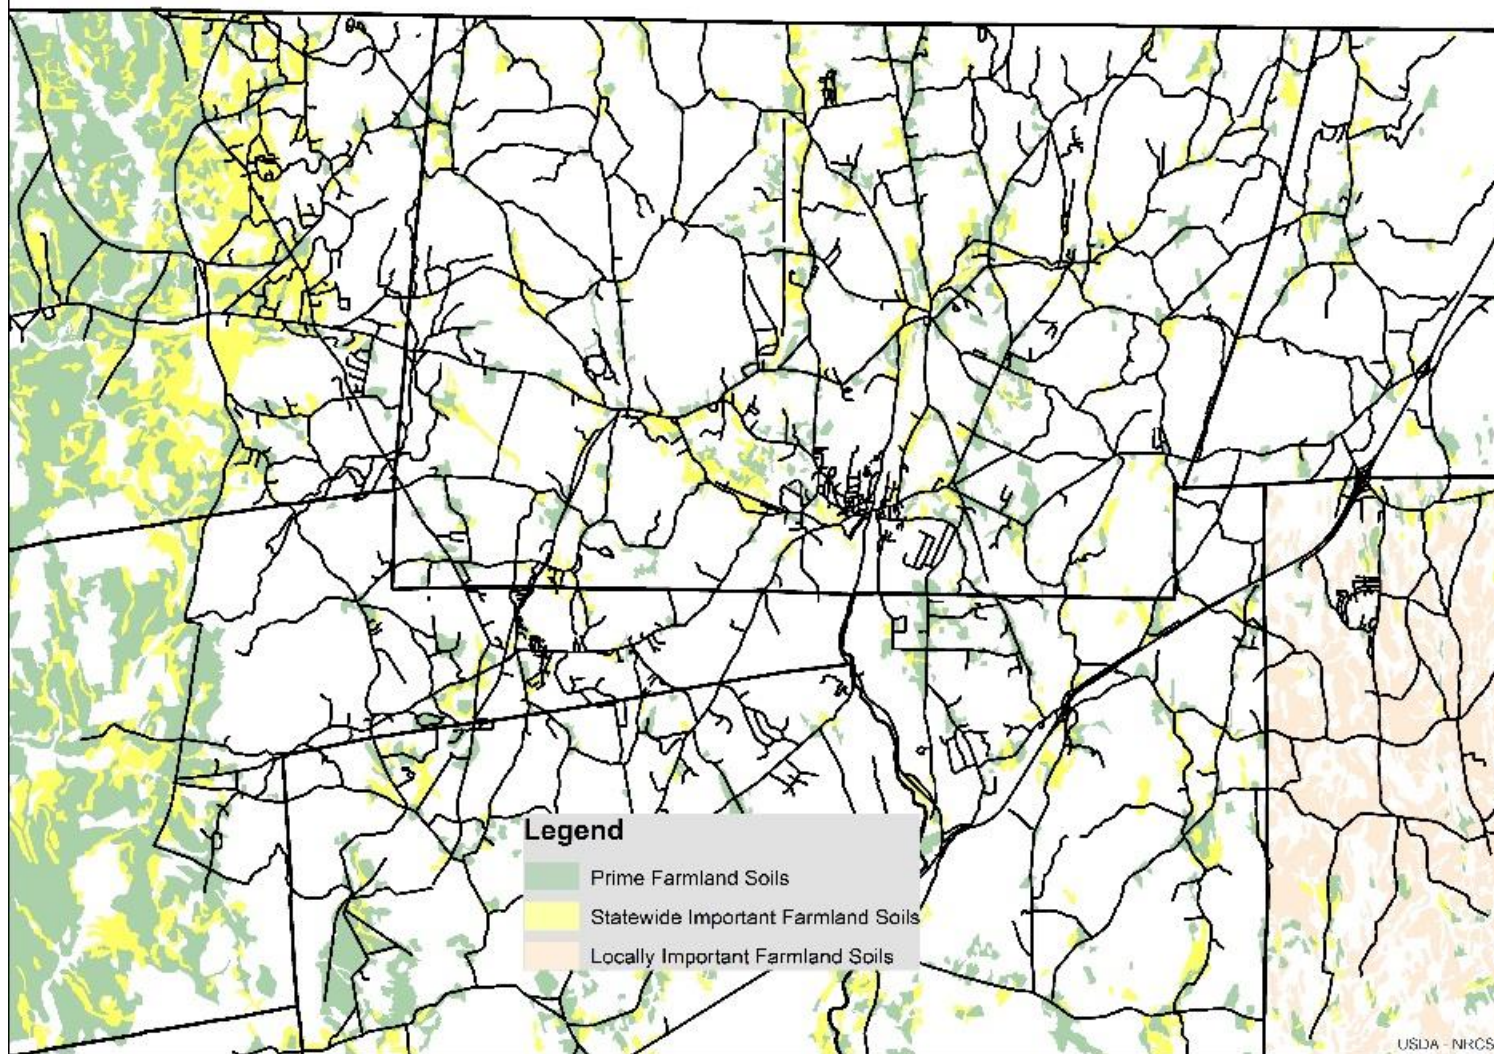 Legend
Prime Farmland Soils
Statewide Important Farmland Soils
Locally Important Farmland Soils
USDA - NRCS